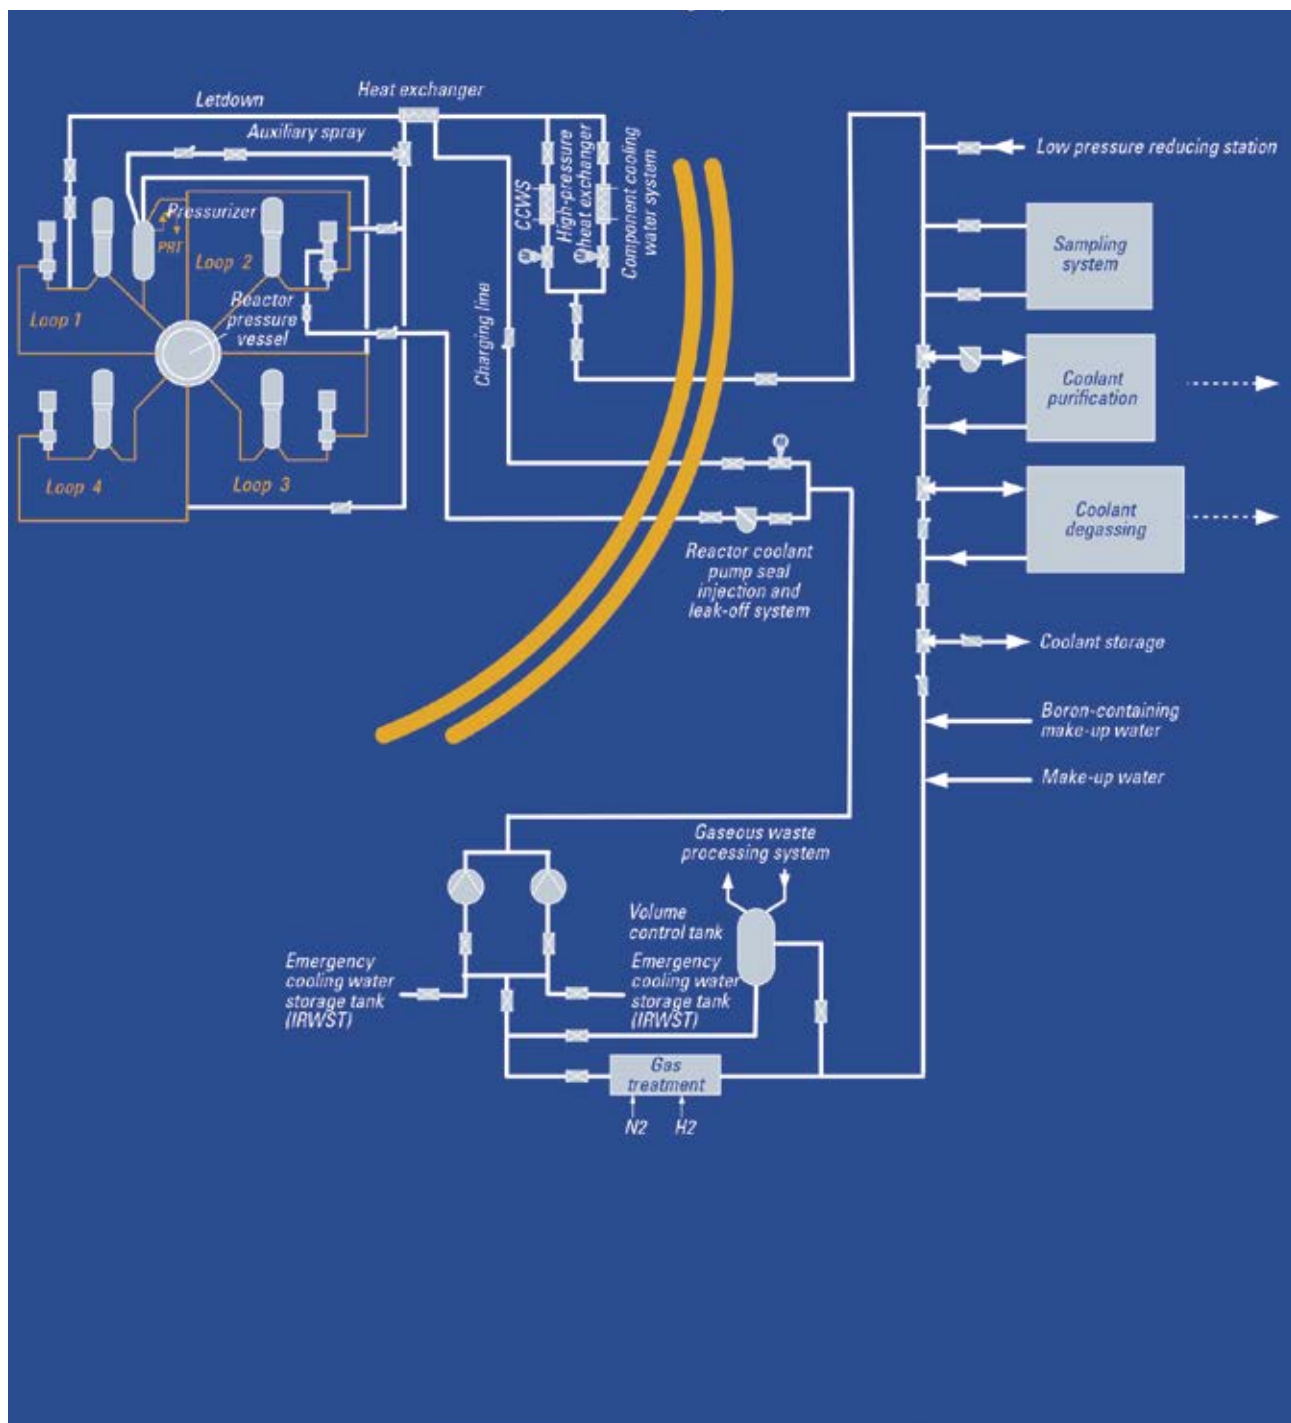 Heat exchanger
Letdown
Auxiliary spray
CCWS
High-pressure
heat exchanger
Component cooling
water system
Low pressure reducing station
Pressurizer
PRT
Loop 2
Sampling
system
Loop 1
Reactor
pressure
vessel
Charging line
Coolant
purification
Loop 4
Loop 3
M
Coolant
degassing
Reactor coolant
pump seal
injection and
leak-off system
Coolant storage
Boron-containing
make-up water
Make-up water
Gaseous waste
processing system
Volume
control tank
Emergency
cooling water
storage tank
(IRWST)
Emergency
cooling water
storage tank
(IRWST)
Gas
treatment
N2
H2